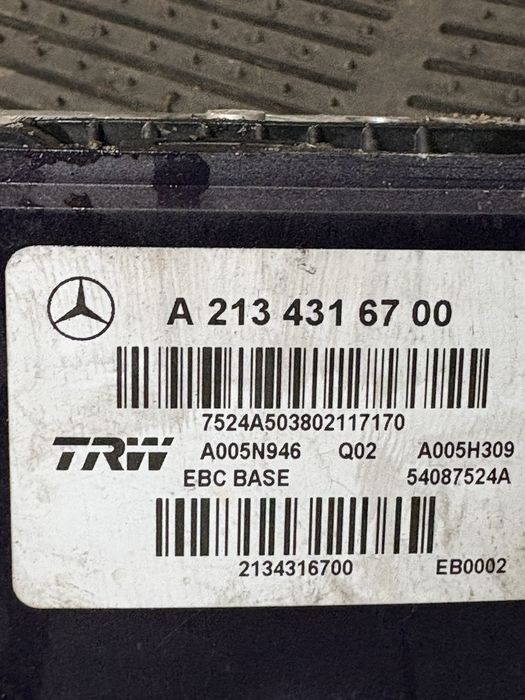 A 213 431 67 00
7524A503802117170
TRW A005N946 Q02 A005H309
EBC BASE 54087524A
2134316700 EB0002